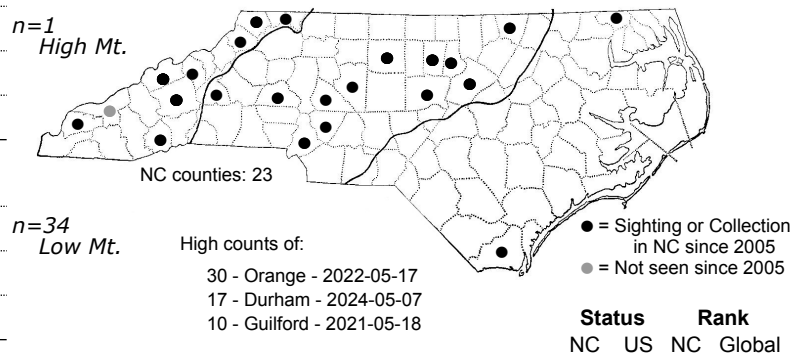 n=1
High Mt.
NC counties: 23
n=34
Low Mt.
High counts of:
30 - Orange - 2022-05-17
17 - Durham - 2024-05-07
10 - Guilford - 2021-05-18
= Sighting or Collection
in NC since 2005
= Not seen since 2005
Status Rank
NC US NC Global